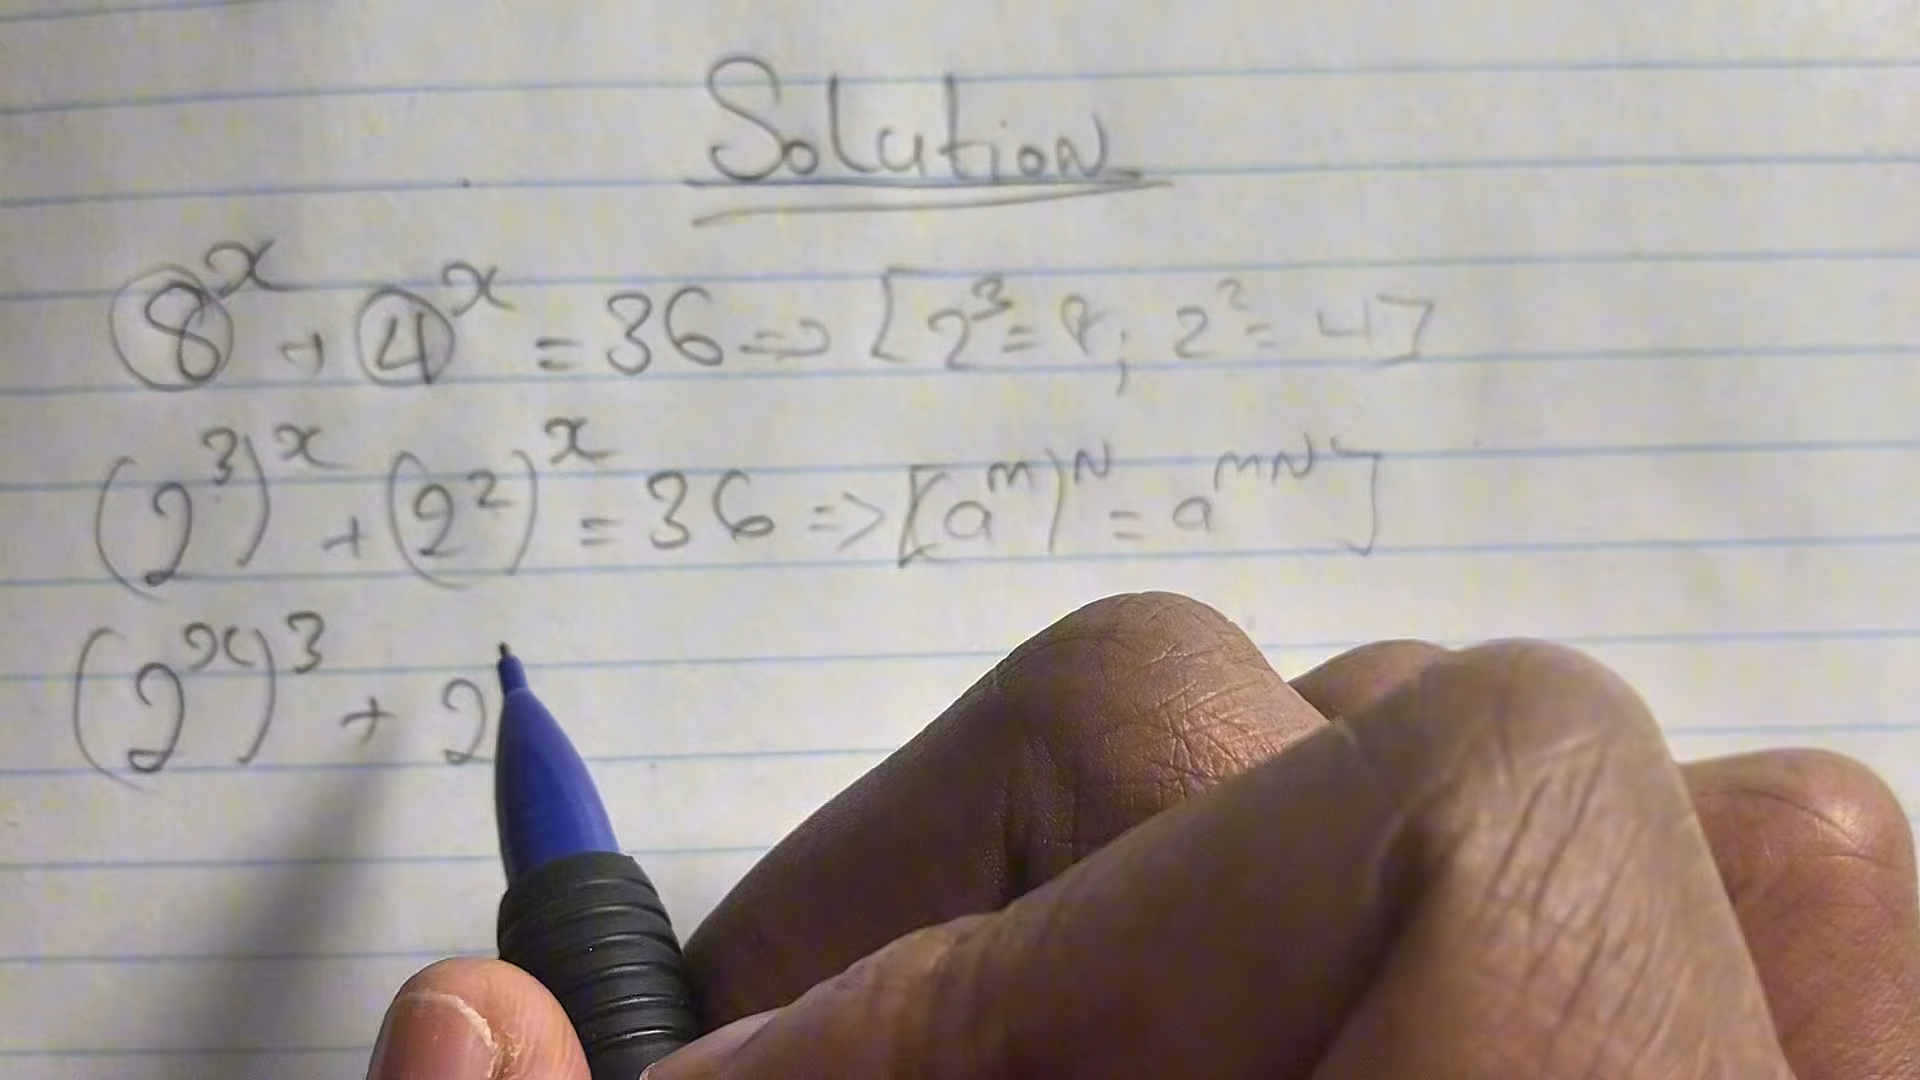 Solution
8^x + 4^x = 36 => [2^3 = 8; 2^2 = 4]
(2^3)^x + (2^2)^x = 36 => [a^m)^N = a^mN]
(2^x)^3 + 2